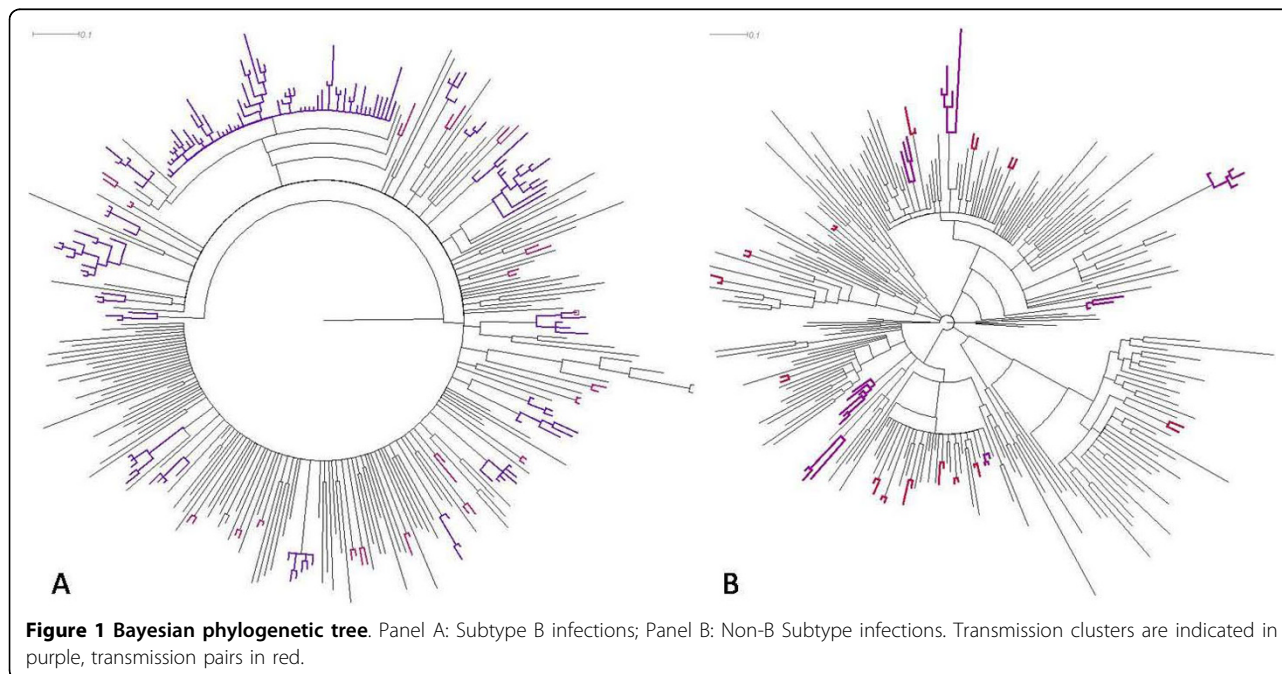 0.1
0.1
A
B
Figure 1 Bayesian phylogenetic tree. Panel A: Subtype B infections; Panel B: Non-B Subtype infections. Transmission clusters are indicated in
purple, transmission pairs in red.